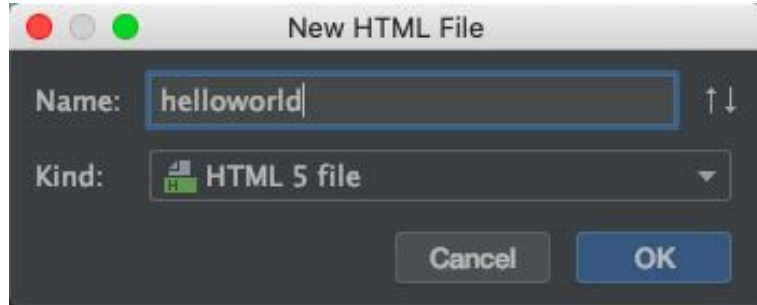 New HTML File
Name: helloworld ↑↓
Kind: H HTML 5 file
Cancel OK